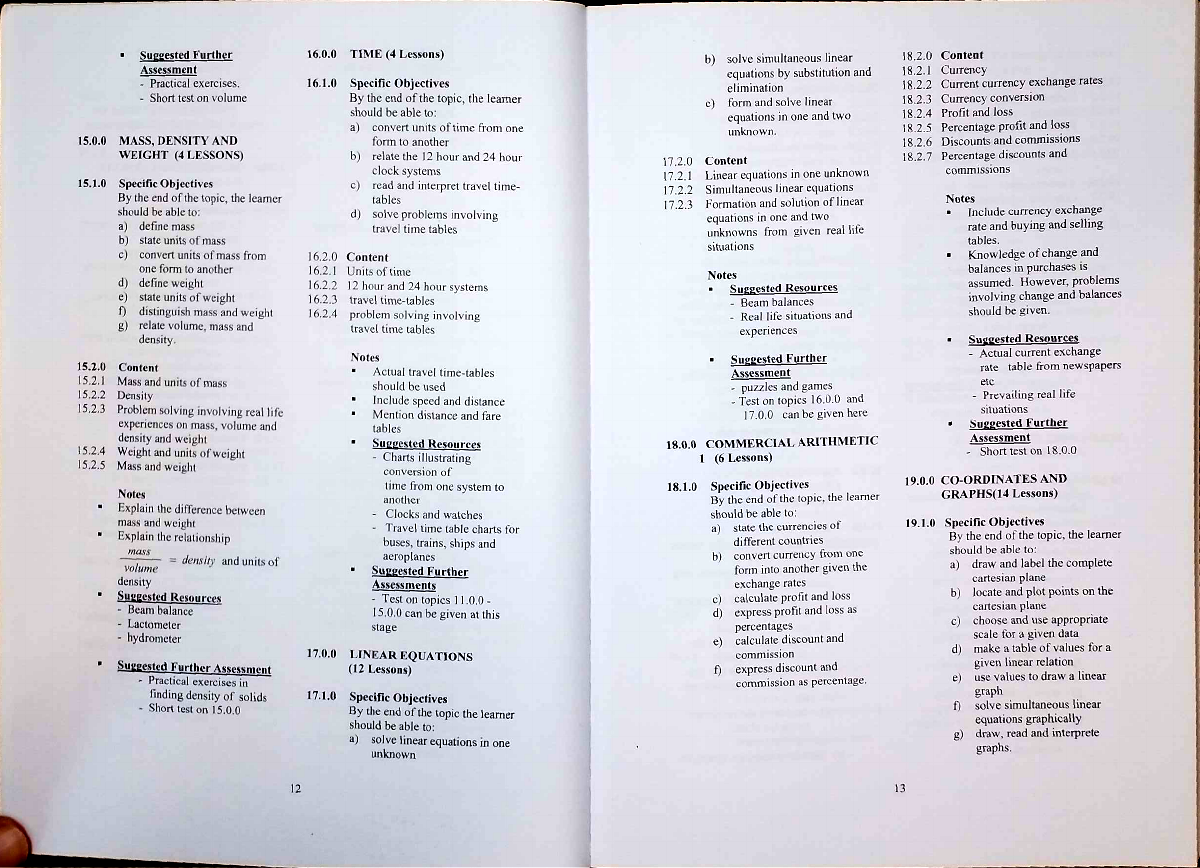 ▪ Suggested Further
Assessment
- Practical exercises.
- Short test on volume
15.0.0 MASS, DENSITY AND
WEIGHT (4 LESSONS)
15.1.0 Specific Objectives
By the end of the topic, the learner
should be able to:
a) define mass
b) state units of mass
c) convert units of mass from
one form to another
d) define weight
e) state units of weight
f) distinguish mass and weight
g) relate volume, mass and
density.
15.2.0 Content
15.2.1 Mass and units of mass
15.2.2 Density
15.2.3 Problem solving involving real life
experiences on mass, volume and
density and weight
15.2.4 Weight and units of weight
15.2.5 Mass and weight
Notes
▪ Explain the difference between
mass and weight
▪ Explain the relationship
mass
volume = density and units of
density
▪ Suggested Resources
- Beam balance
- Lactometer
- hydrometer
▪ Suggested Further Assessment
- Practical exercises in
finding density of solids
- Short test on 15.0.0
16.0.0 TIME (4 Lessons)
16.1.0 Specific Objectives
By the end of the topic, the learner
should be able to:
a) convert units of time from one
form to another
b) relate the 12 hour and 24 hour
clock systems
c) read and interpret travel time-
tables
d) solve problems involving
travel time tables
16.2.0 Content
16.2.1 Units of time
16.2.2 12 hour and 24 hour systems
16.2.3 travel time-tables
16.2.4 problem solving involving
travel time tables
Notes
▪ Actual travel time-tables
should be used
▪ Include speed and distance
▪ Mention distance and fare
tables
▪ Suggested Resources
- Charts illustrating
conversion of
time from one system to
another
- Clocks and watches
- Travel time table charts for
buses, trains, ships and
aeroplanes
▪ Suggested Further
Assessments
- Test on topics 11.0.0 -
15.0.0 can be given at this
stage
17.0.0 LINEAR EQUATIONS
(12 Lessons)
17.1.0 Specific Objectives
By the end of the topic the learner
should be able to:
a) solve linear equations in one
unknown
12
b) solve simultaneous linear
equations by substitution and
elimination
c) form and solve linear
equations in one and two
unknown.
17.2.0 Content
17.2.1 Linear equations in one unknown
17.2.2 Simultaneous linear equations
17.2.3 Formation and solution of linear
equations in one and two
unknowns from given real life
situations
Notes
▪ Suggested Resources
- Beam balances
- Real life situations and
experiences
▪ Suggested Further
Assessment
- puzzles and games
- Test on topics 16.0.0 and
17.0.0 can be given here
18.0.0 COMMERCIAL ARITHMETIC
1 (6 Lessons)
18.1.0 Specific Objectives
By the end of the topic, the learner
should be able to:
a) state the currencies of
different countries
b) convert currency from one
form into another given the
exchange rates
c) calculate profit and loss
d) express profit and loss as
percentages
e) calculate discount and
commission
f) express discount and
commission as percentage.
18.2.0 Content
18.2.1 Currency
18.2.2 Current currency exchange rates
18.2.3 Currency conversion
18.2.4 Profit and loss
18.2.5 Percentage profit and loss
18.2.6 Discounts and commissions
18.2.7 Percentage discounts and
commissions
Notes
▪ Include currency exchange
rate and buying and selling
tables.
▪ Knowledge of change and
balances in purchases is
assumed. However, problems
involving change and balances
should be given.
▪ Suggested Resources
- Actual current exchange
rate table from newspapers
etc
- Prevailing real life
situations
▪ Suggested Further
Assessment
- Short test on 18.0.0
19.0.0 CO-ORDINATES AND
GRAPHS(14 Lessons)
19.1.0 Specific Objectives
By the end of the topic, the learner
should be able to:
a) draw and label the complete
cartesian plane
b) locate and plot points on the
cartesian plane
c) choose and use appropriate
scale for a given data
d) make a table of values for a
given linear relation
e) use values to draw a linear
graph
f) solve simultaneous linear
equations graphically
g) draw, read and interprete
graphs.
13